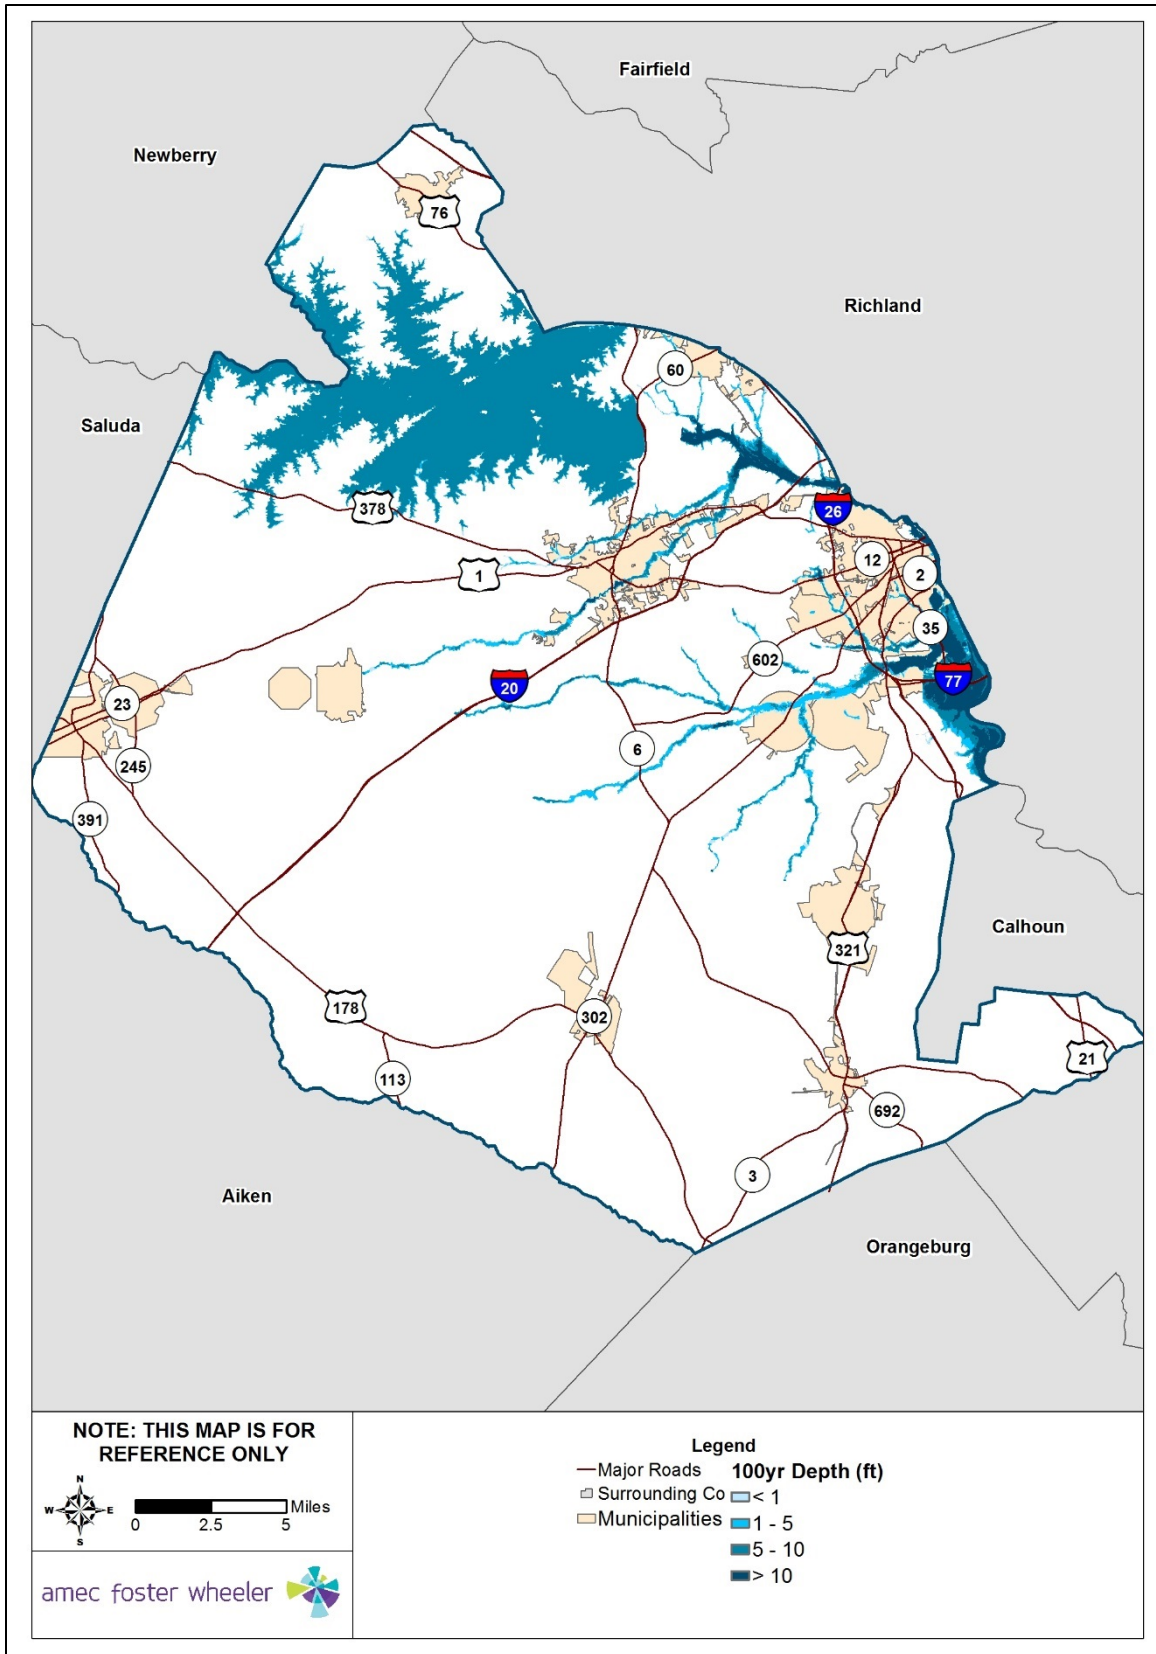 Fairfield
Newberry
76
Richland
60
Saluda
378
26
12
1
2
35
602
20
77
23
6
245
391
Calhoun
321
178
302
21
113
692
3
Aiken
Orangeburg
NOTE: THIS MAP IS FOR
REFERENCE ONLY
N
W E
S
Miles
0 2.5 5
amec foster wheeler
Legend
Major Roads
Surrounding Co
Municipalities
100yr Depth (ft)
< 1
1 - 5
5 - 10
> 10